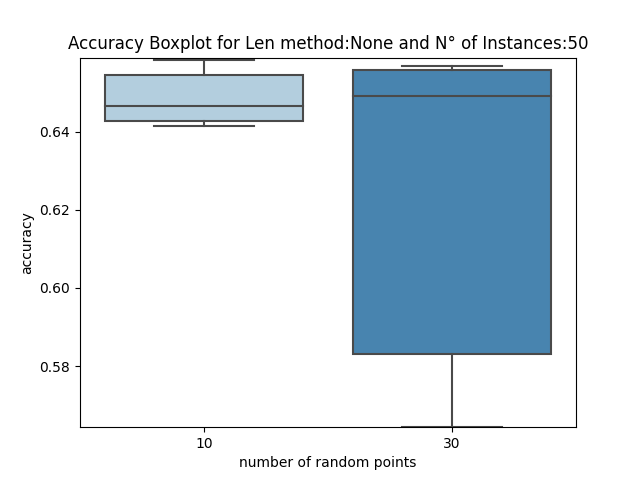 Accuracy Boxplot for Len method:None and N° of Instances:50
accuracy
0.64
0.62
0.60
0.58
10
30
number of random points